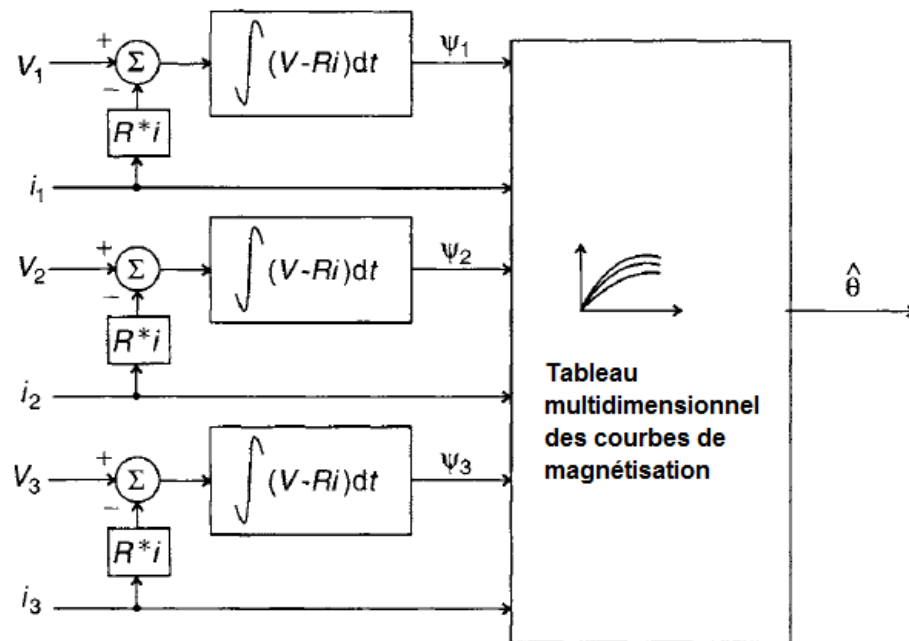 +
V₁
Σ
∫(V-Ri)dt
ψ₁
−
R*i
i₁
+
V₂
Σ
∫(V-Ri)dt
ψ₂
−
R*i
i₂
+
V₃
Σ
∫(V-Ri)dt
ψ₃
−
R*i
i₃
Tableau
multidimensionnel
des courbes de
magnétisation
θ̂